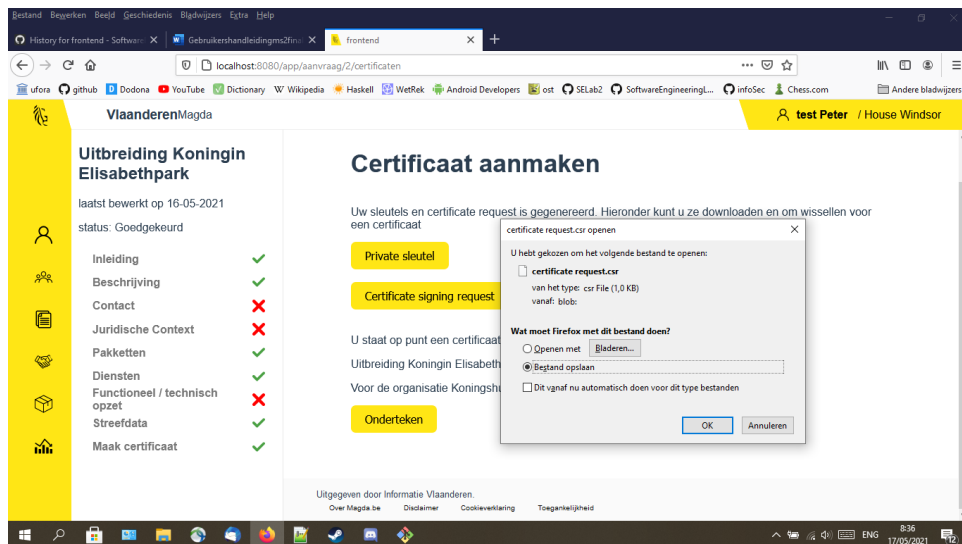 Bestand Bewerken Beeld Geschiedenis Bladwijzers Extra Help
History for frontend - Software
Gebruikershandleidingms2fina
frontend
localhost:8080/app/aanvraag/2/certificaten
ufora github Dodona YouTube Dictionary Wikipedia Haskell WetRek Android Developers ost SELab2 SoftwareEngineeringL... infoSec Chess.com Andere bladwijzers
VlaanderenMagda
test Peter / House Windsor
Uitbreiding Koningin
Elisabethpark
laatst bewerkt op 16-05-2021
status: Goedgekeurd
Inleiding
Beschrijving
Contact
Juridische Context
Pakketten
Diensten
Functioneel / technisch
opzet
Streefdata
Maak certificaat
Certificaat aanmaken
Uw sleutels en certificate request is gegenereerd. Hieronder kunt u ze downloaden en om wisselen voor
een certificaat
Private sleutel
Certificate signing request
U staat op punt een certificaat
Uitbreiding Koningin Elisabeth
Voor de organisatie Koningshu
Onderteken
certificate request.csr openen
U hebt gekozen om het volgende bestand te openen:
certificate request.csr
van het type: csr File (1,0 KB)
vanaf: blob:
Wat moet Firefox met dit bestand doen?
Openen met Bladeren...
Bestand opslaan
Dit vanaf nu automatisch doen voor dit type bestanden
OK Annuleren
Uitgegeven door Informatie Vlaanderen.
Over Magda.be Disclaimer Cookieverklaring Toegankelijkheid
ENG
8:36
17/05/2021
12